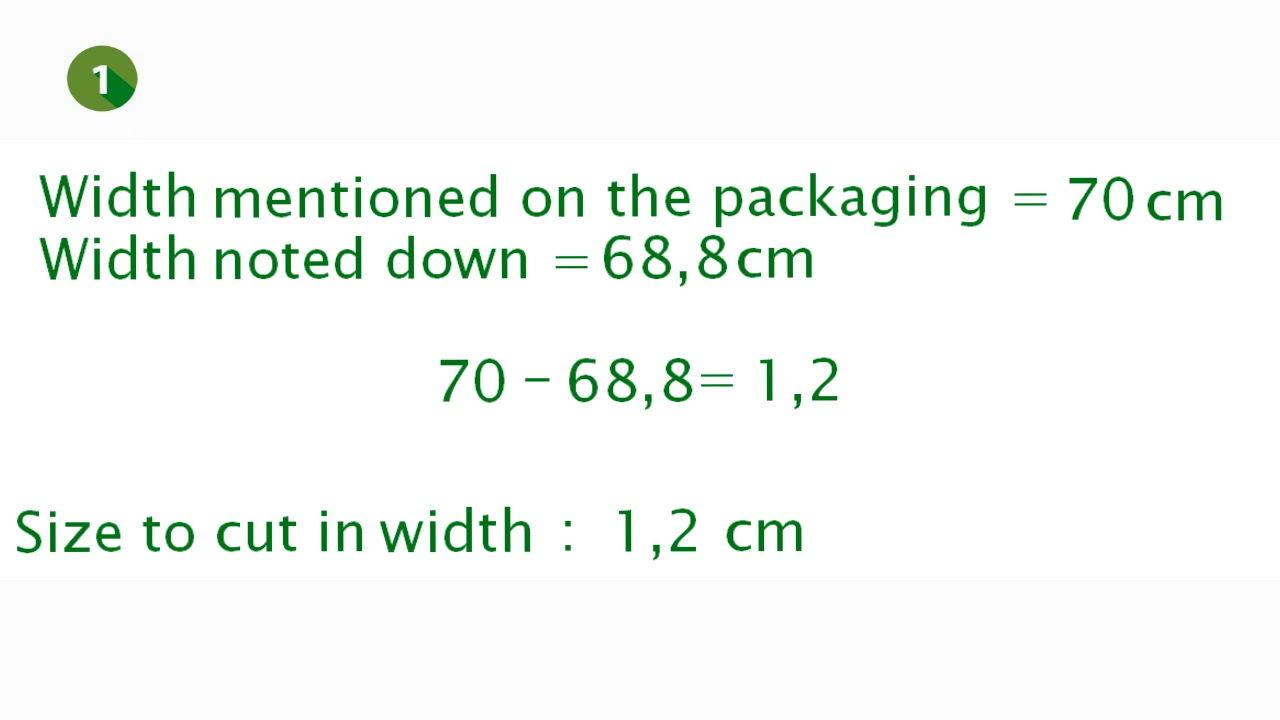 1
Width mentioned on the packaging = 70 cm
Width noted down = 68,8 cm
70 - 68,8 = 1,2
Size to cut in width : 1,2 cm